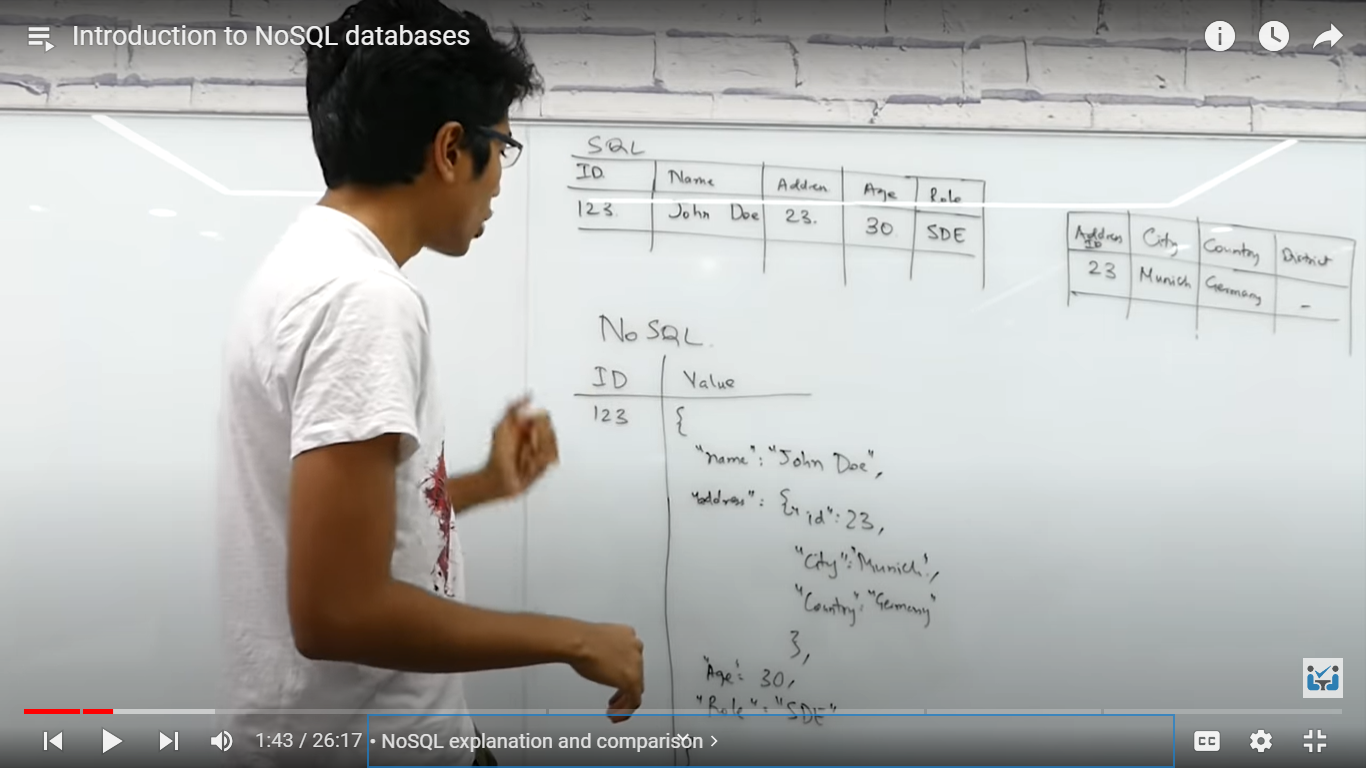 Introduction to NoSQL databases
SQL
ID Name Address Age Role
123. John Doe 23. 30 SDE
Address ID City Country District
23 Munich Germany -
NoSQL.
ID Value
123 {
"name": "John Doe",
"address": {"id": 23,
"City": 'Munich',
"Country": "Germany"
},
"Age": 30,
"Role": "SDE"
}
1:43 / 26:17 • NoSQL explanation and comparison >
CC